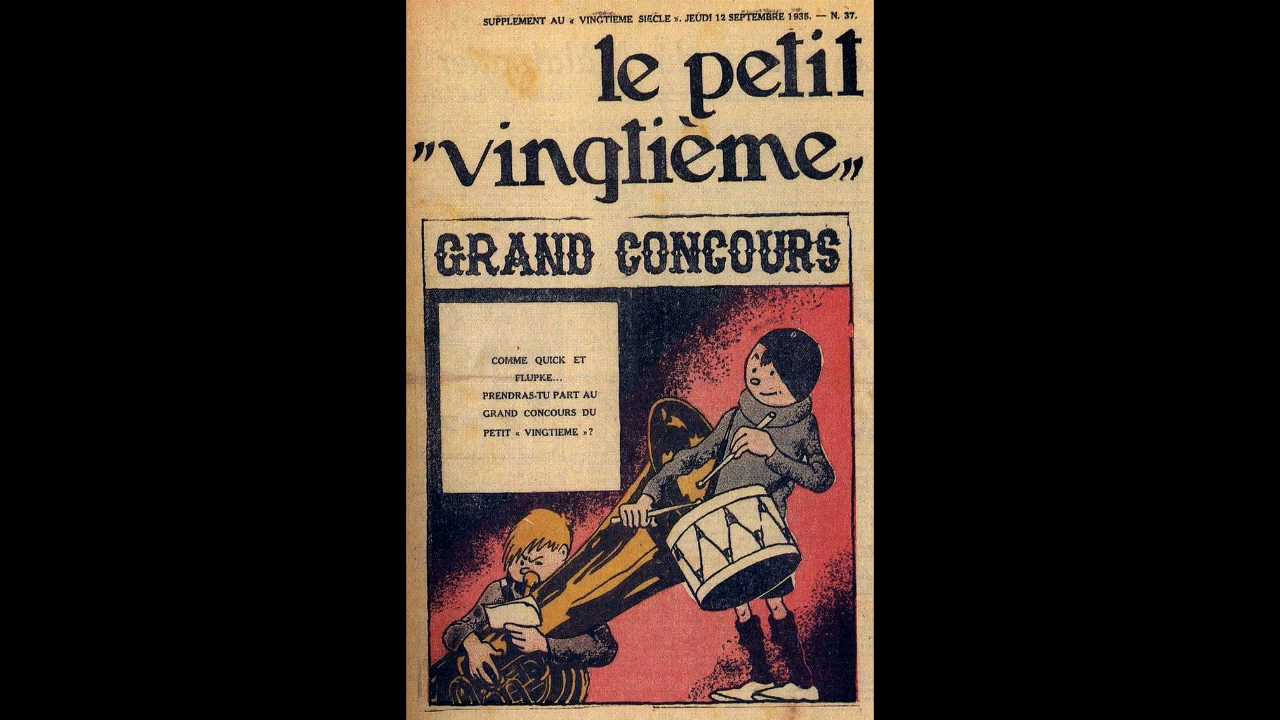 SUPPLEMENT AU « VINGTIEME SIECLE ». JEUDI 12 SEPTEMBRE 1935. — N. 37.
le petit
"vingtième"
GRAND CONCOURS
COMME QUICK ET
FLUPKE...
PRENDRAS-TU PART AU
GRAND CONCOURS DU
PETIT « VINGTIEME »?